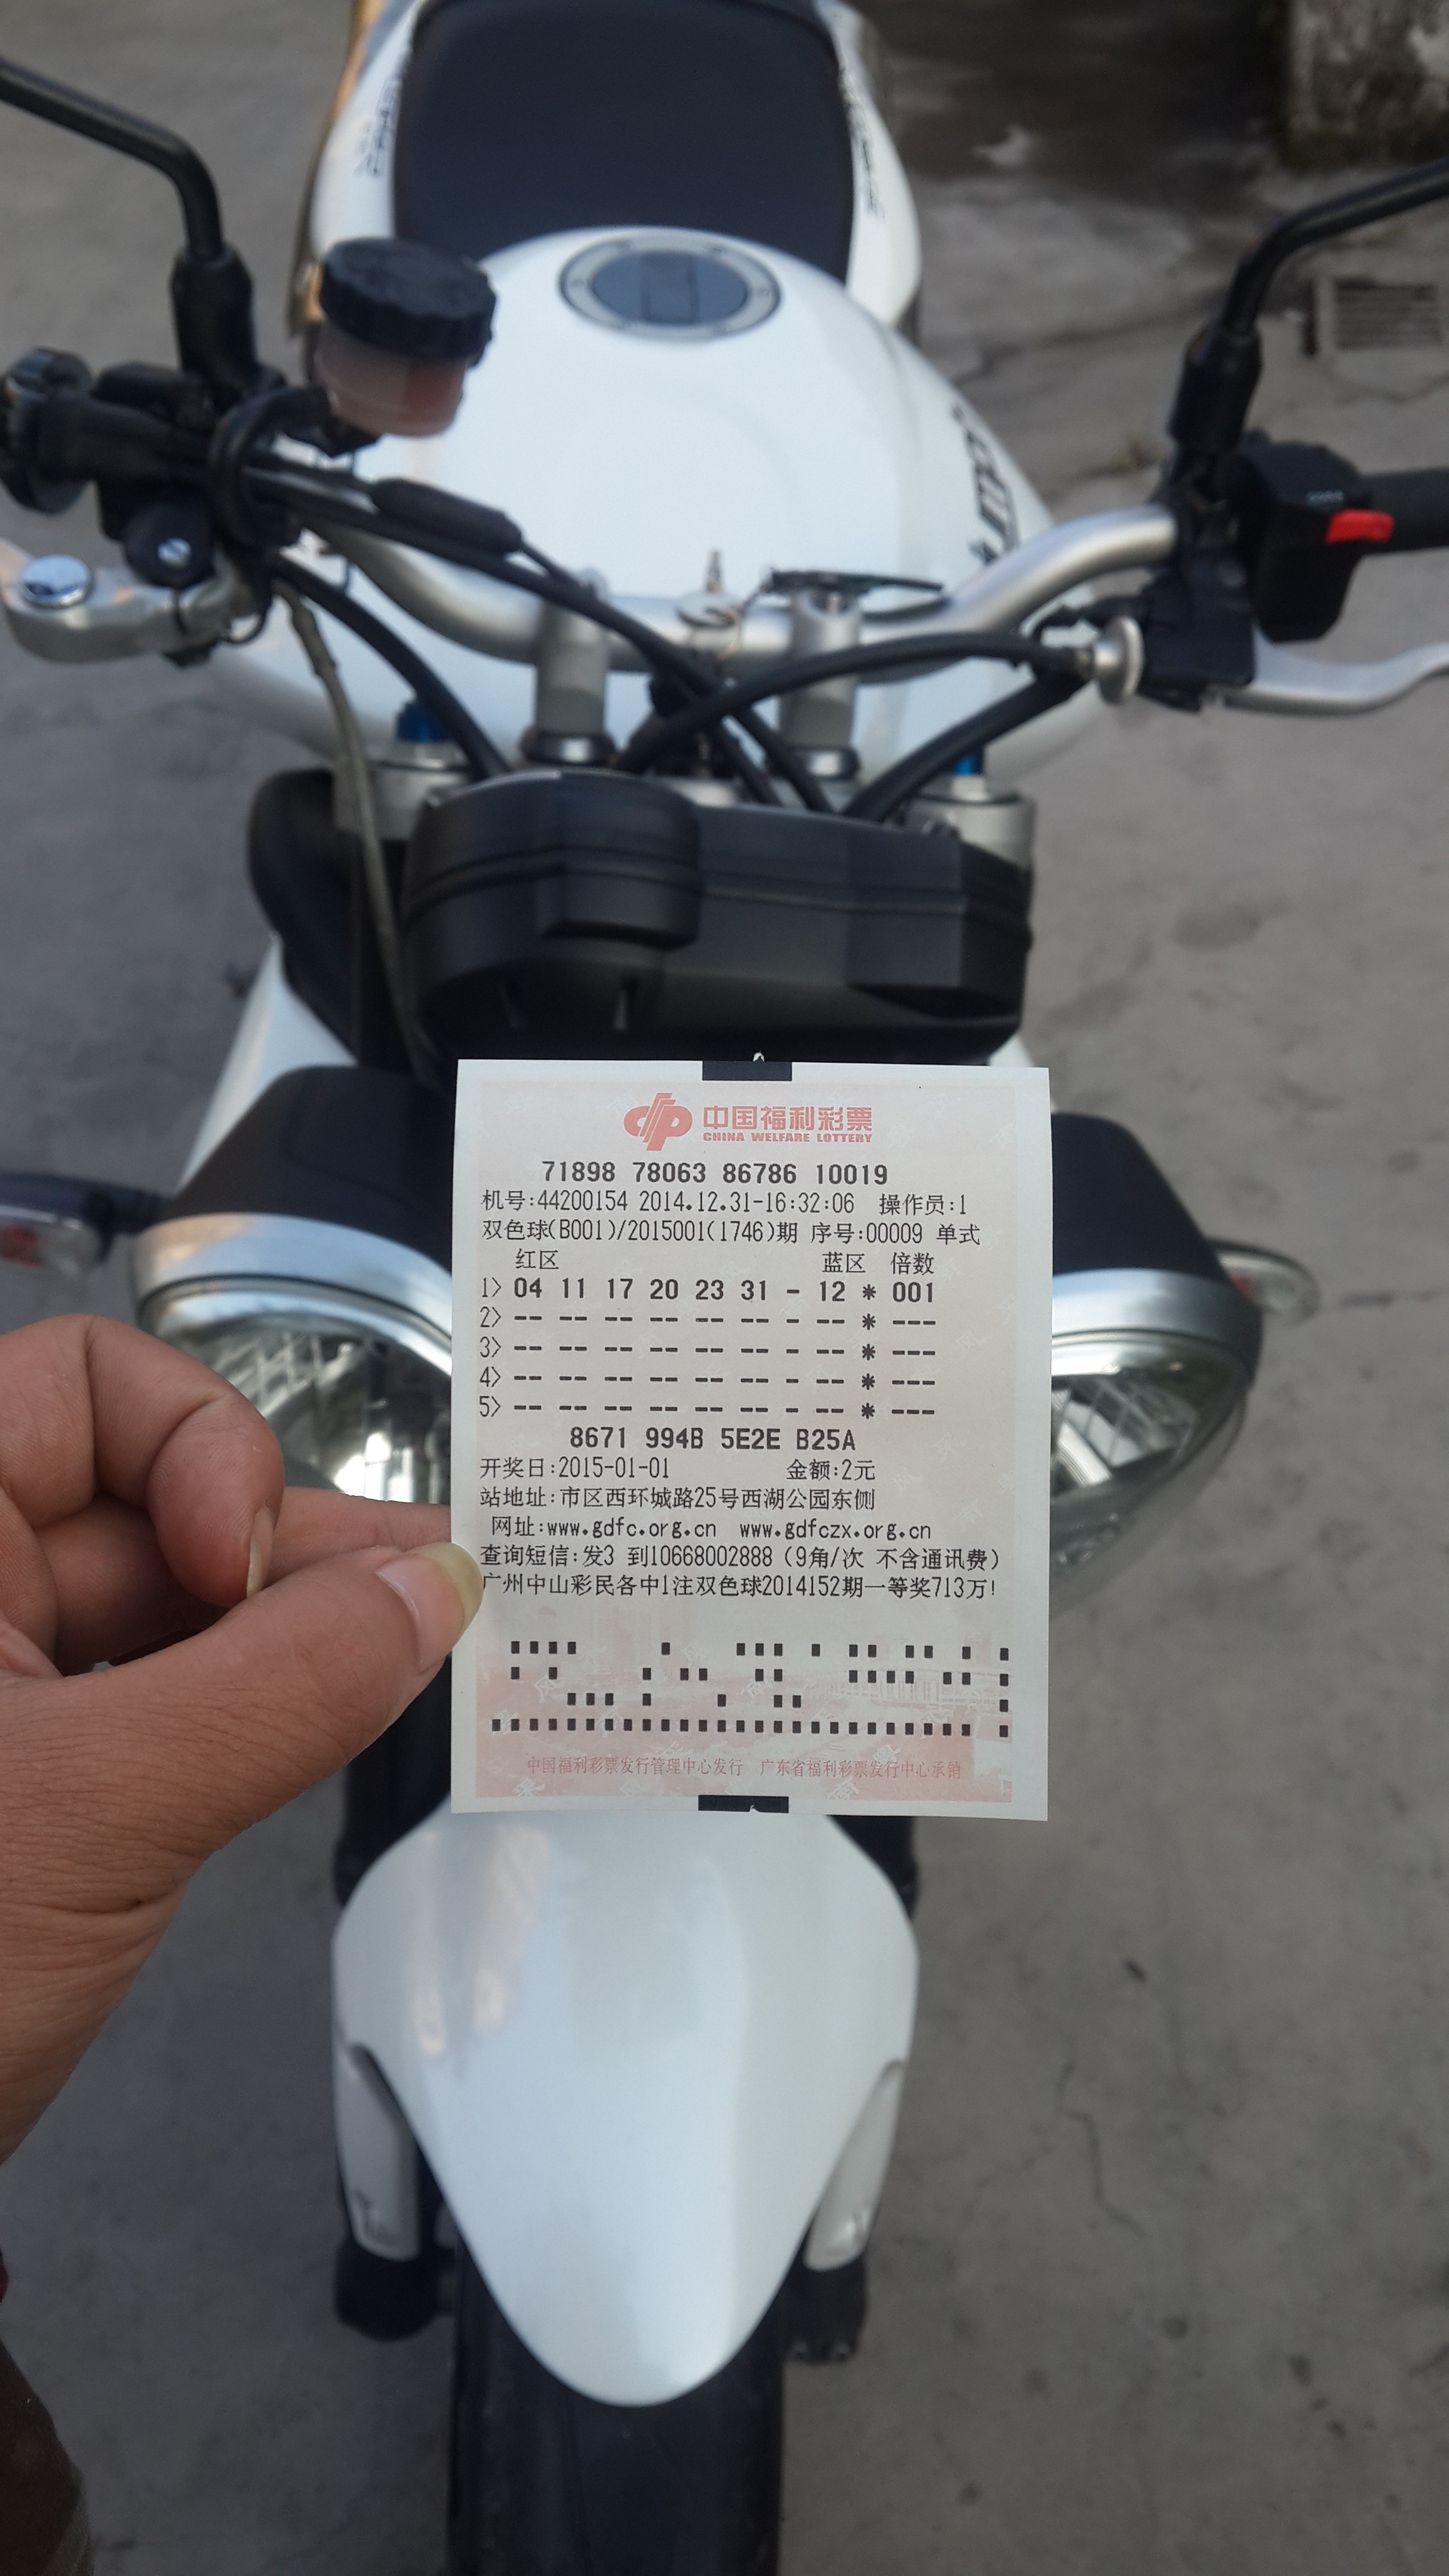 中国福利彩票
CHINA WELFARE LOTTERY
71898 78063 86786 10019
机号:44200154 2014.12.31-16:32:06 操作员:1
双色球(B001)/2015001(1746)期 序号:00009 单式
红区 蓝区 倍数
1> 04 11 17 20 23 31 - 12 * 001
2> -- -- -- -- -- -- - -- * ---
3> -- -- -- -- -- -- - -- * ---
4> -- -- -- -- -- -- - -- * ---
5> -- -- -- -- -- -- - -- * ---
8671 994B 5E2E B25A
开奖日:2015-01-01 金额:2元
站地址:市区西环城路25号西湖公园东侧
网址:www.gdfc.org.cn www.gdfczx.org.cn
查询短信:发3 到10668002888 (9角/次 不含通讯费)
广州中山彩民各中1注双色球2014152期一等奖713万!
中国福利彩票发行管理中心发行 广东省福利彩票发行中心承销